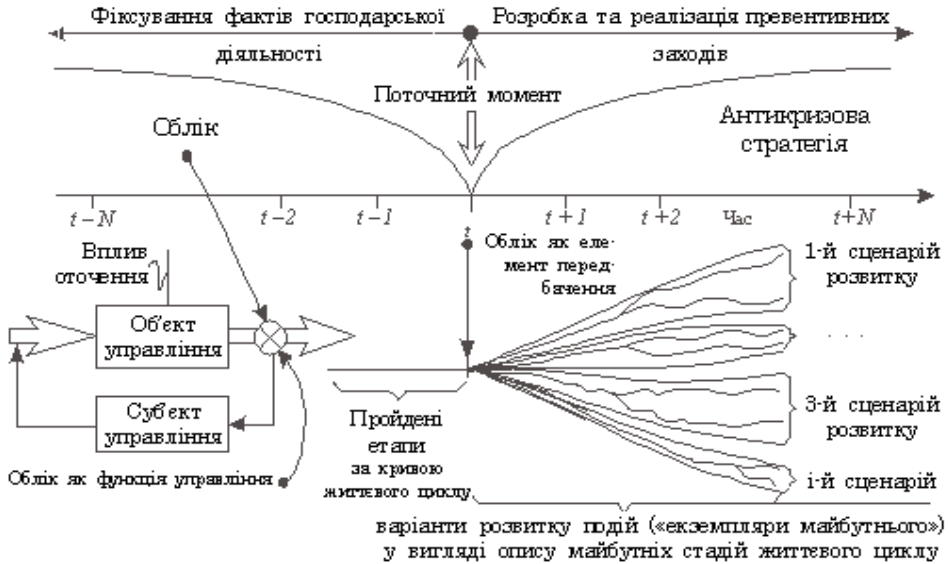 Фіксування фактів господарської
діяльності
Розробка та реалізація превентивних
заходів
Поточний момент
Облік
Антикризова
стратегія
t−N
t−2
t−1
t
t+1
t+2
Час
t+N
Вплив
оточення
Облік як еле-
мент перед-
бачення
1-й сценарій
розвитку
Об'єкт
управління
. . . .
Суб'єкт
управління
Пройдені
етапи
за кривою
життєвого циклу
3-й сценарій
розвитку
Облік як функція управління
і-й сценарій
варіанти розвитку подій («екземпляри майбутнього»)
у вигляді опису майбутніх стадій життєвого циклу